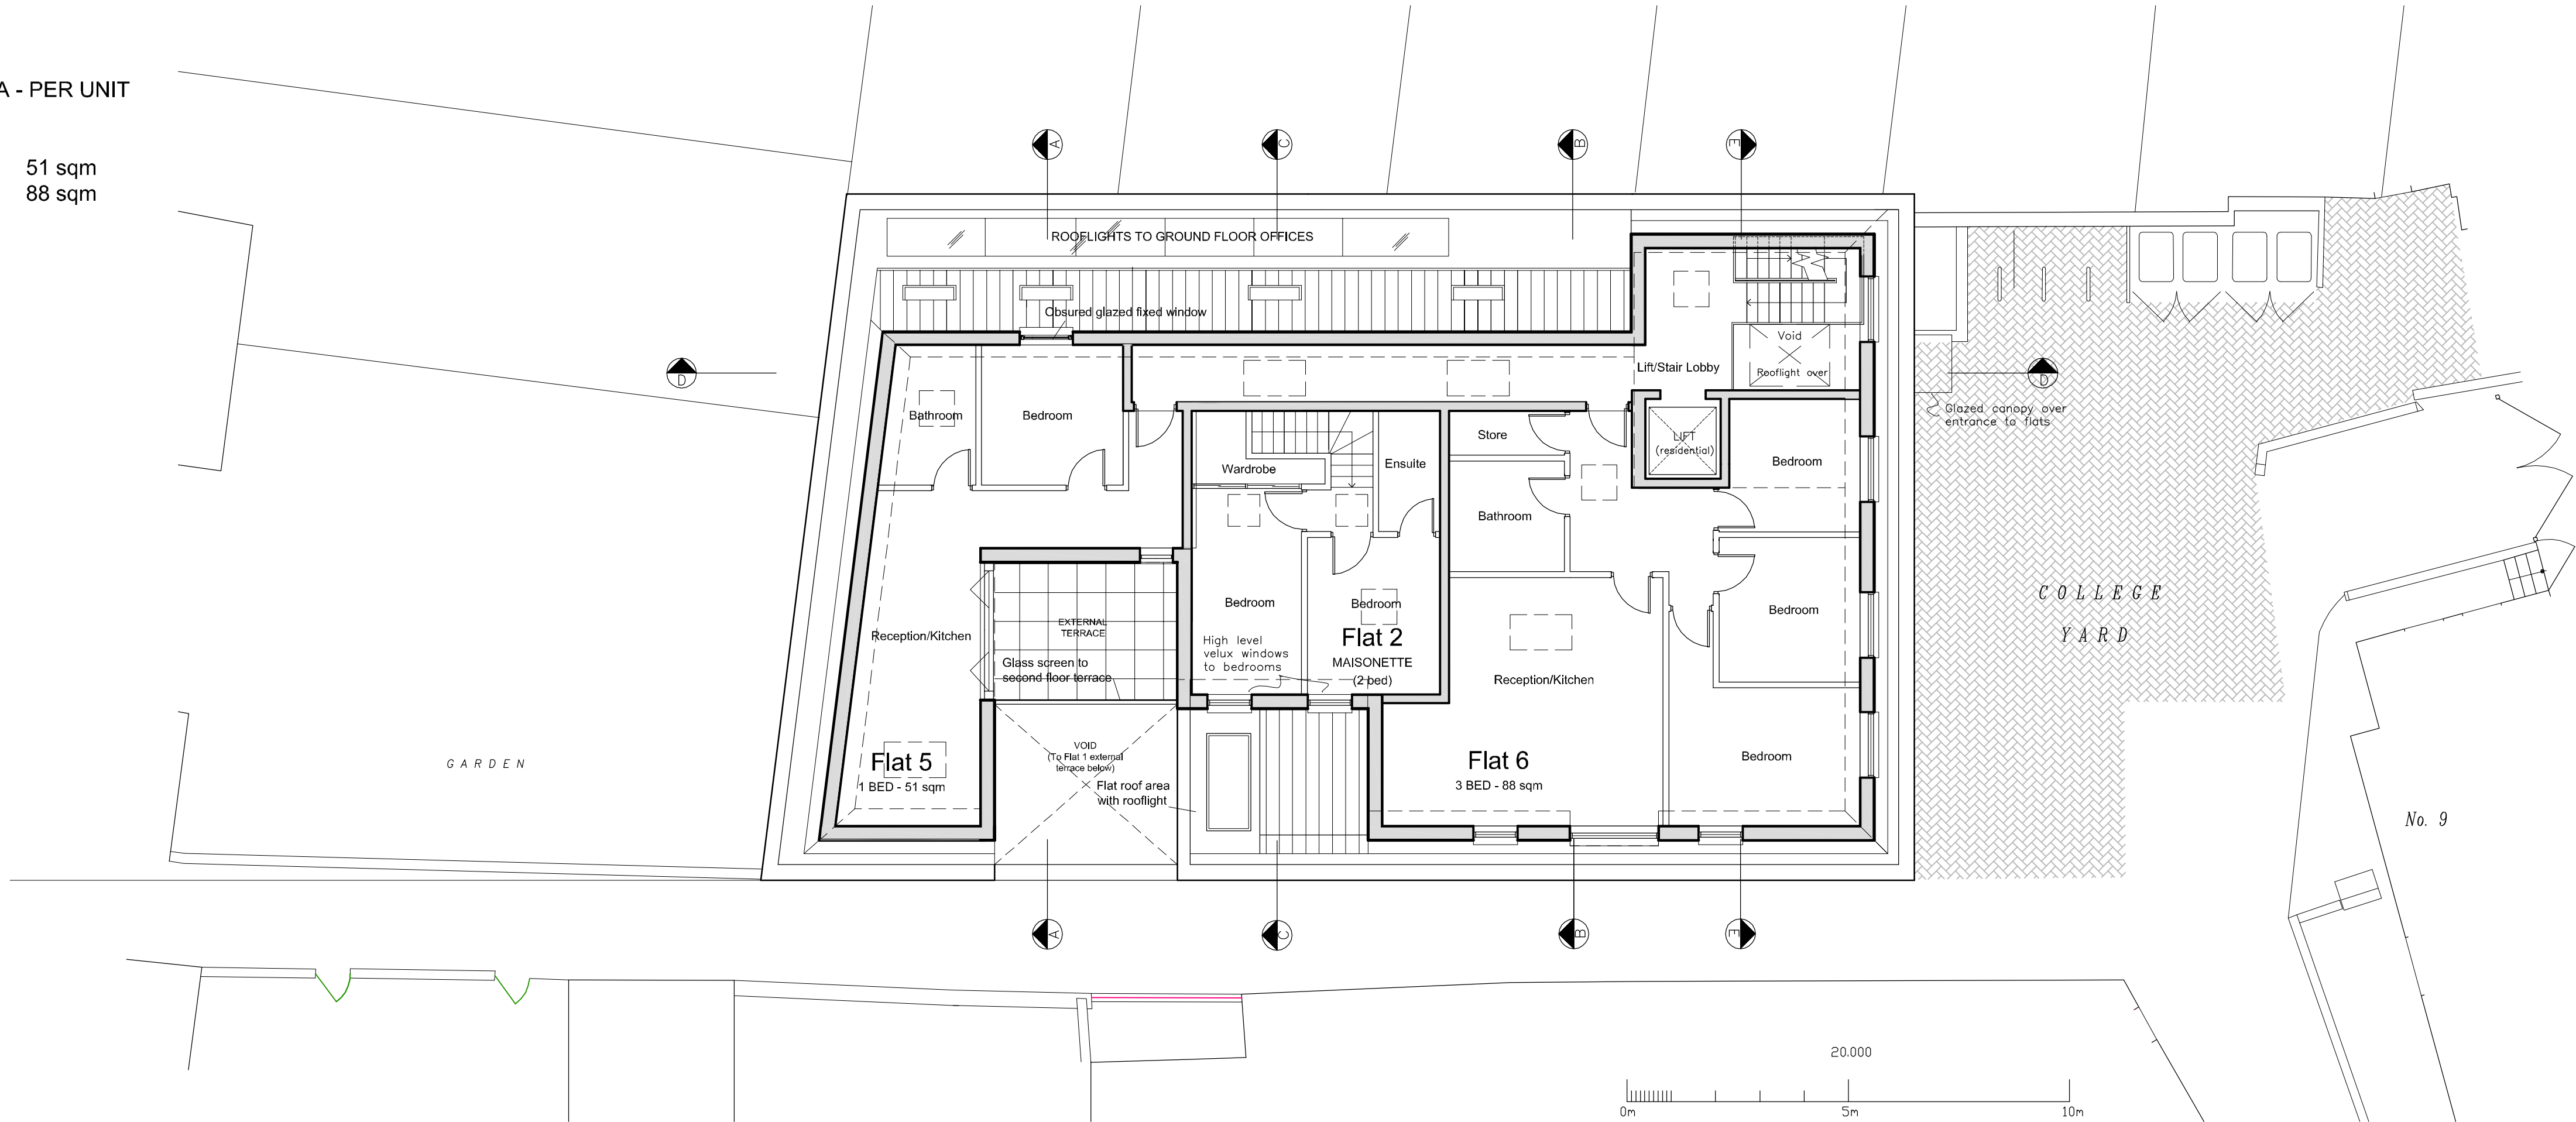 A - PER UNIT
51 sqm
88 sqm
A
C
B
E
ROOFLIGHTS TO GROUND FLOOR OFFICES
Obsured glazed fixed window
Void
Rooflight over
Lift/Stair Lobby
D
D
Bathroom
Bedroom
Glazed canopy over
entrance to flats
Store
LIFT
(residential)
Wardrobe
Ensuite
Bedroom
Bathroom
COLLEGE
YARD
Bedroom
Bedroom
Bedroom
EXTERNAL
TERRACE
Reception/Kitchen
High level
velux windows
to bedrooms
Flat 2
MAISONETTE
(2 bed)
Glass screen to
second floor terrace
Reception/Kitchen
VOID
(To Flat 1 external
terrace below)
Flat 5
1 BED - 51 sqm
Flat roof area
with rooflight
Flat 6
3 BED - 88 sqm
Bedroom
GARDEN
No. 9
A
C
B
E
20.000
0m
5m
10m